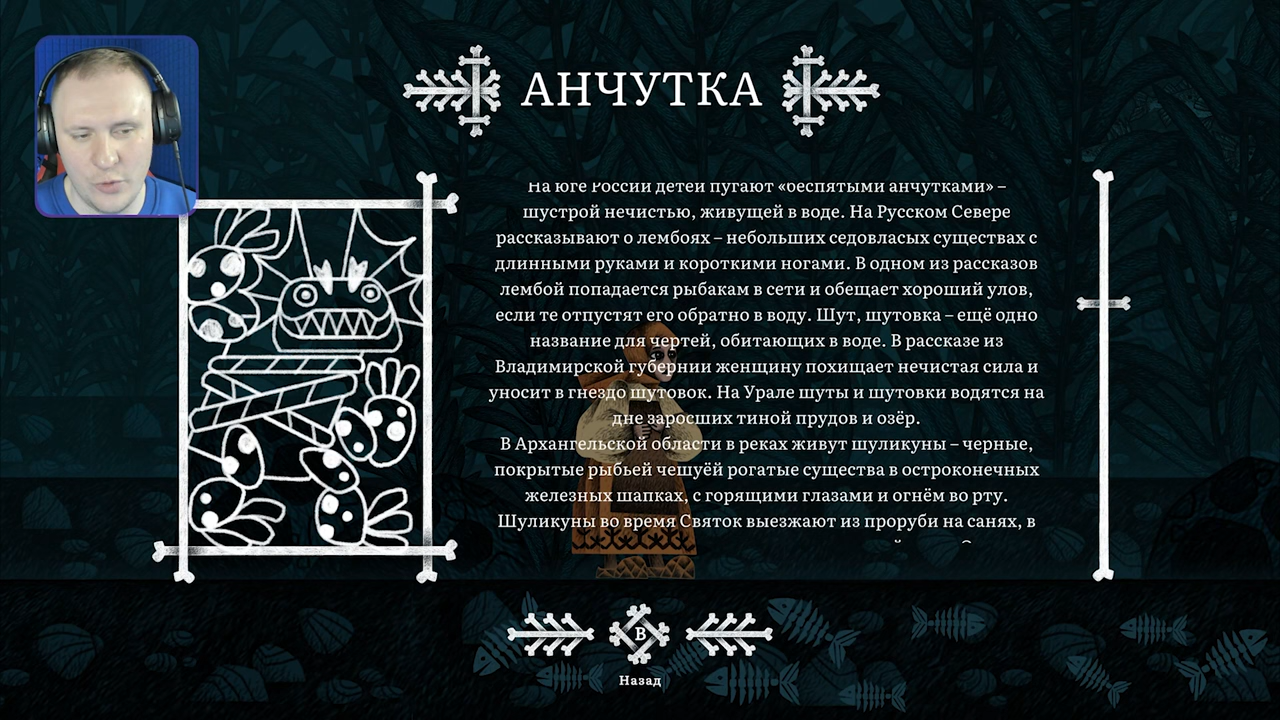 АНЧУТКА
На юге России детей пугают «беспятыми анчутками» –
шустрой нечистью, живущей в воде. На Русском Севере
рассказывают о лембоях – небольших седовласых существах с
длинными руками и короткими ногами. В одном из рассказов
лембой попадается рыбакам в сети и обещает хороший улов,
если те отпустят его обратно в воду. Шут, шутовка – ещё одно
название для чертей, обитающих в воде. В рассказе из
Владимирской губернии женщину похищает нечистая сила и
уносит в гнездо шутовок. На Урале шуты и шутовки водятся на
дне заросших тиной прудов и озёр.
В Архангельской области в реках живут шуликуны – черные,
покрытые рыбьей чешуёй рогатые существа в остроконечных
железных шапках, с горящими глазами и огнём во рту.
Шуликуны во время Святок выезжают из проруби на санях, в
B
Назад